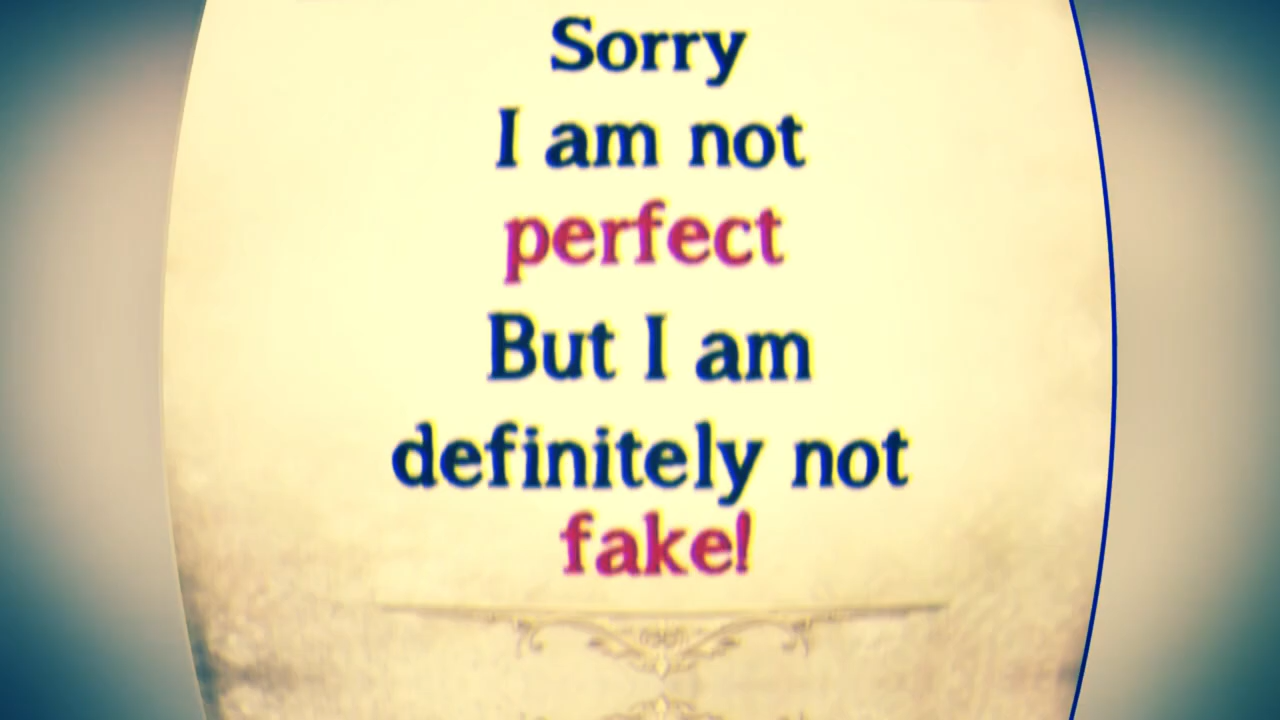 Sorry
I am not
perfect
But I am
definitely not
fake!